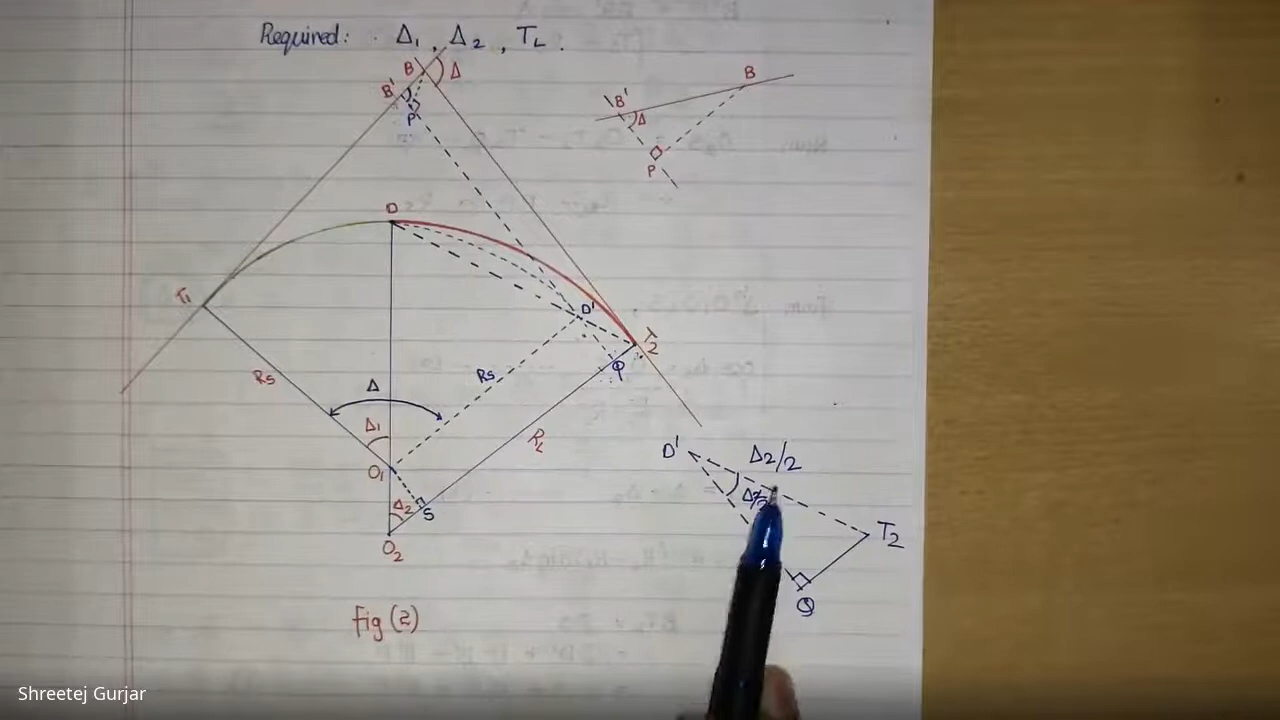 Required: Δ₁, Δ₂, TL.
B
Δ
B'
P
B
B'
Δ
P
D
T₁
D'
T₂
Q
Rs
Δ
Rs
Δ₁
O₁
RL
Δ₂
S
O₂
D'
Δ2/2
T₂
Q
fig (2)
Shreetej Gurjar